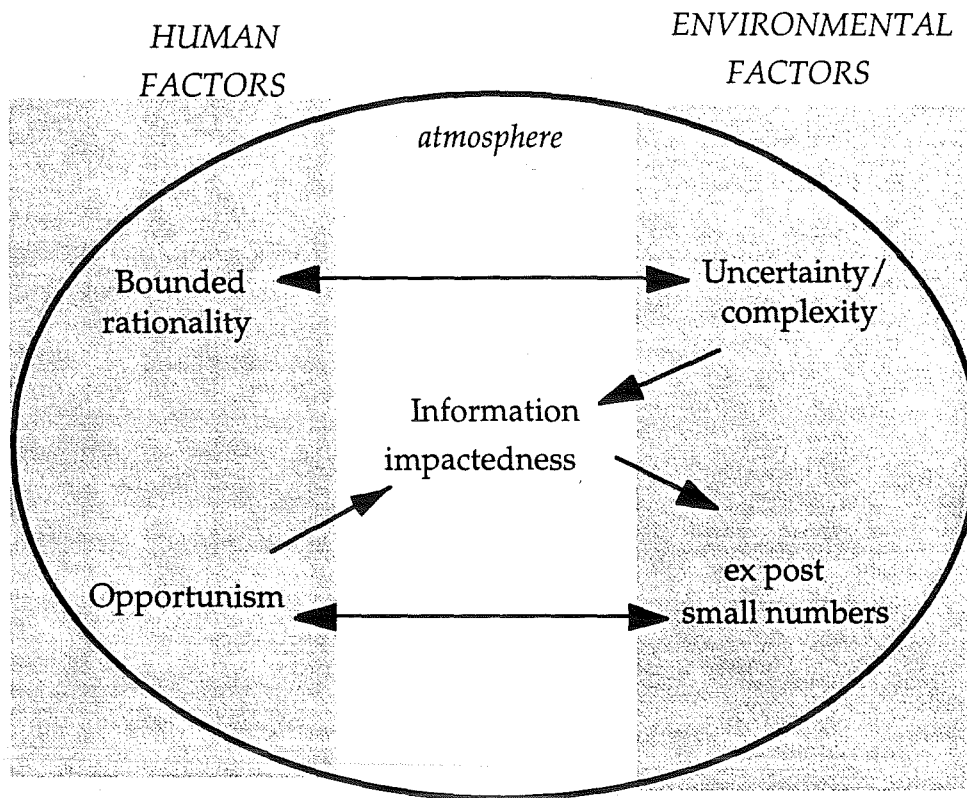 HUMAN
FACTORS
ENVIRONMENTAL
FACTORS
atmosphere
Bounded
rationality
Uncertainty/
complexity
Information
impactedness
Opportunism
ex post
small numbers